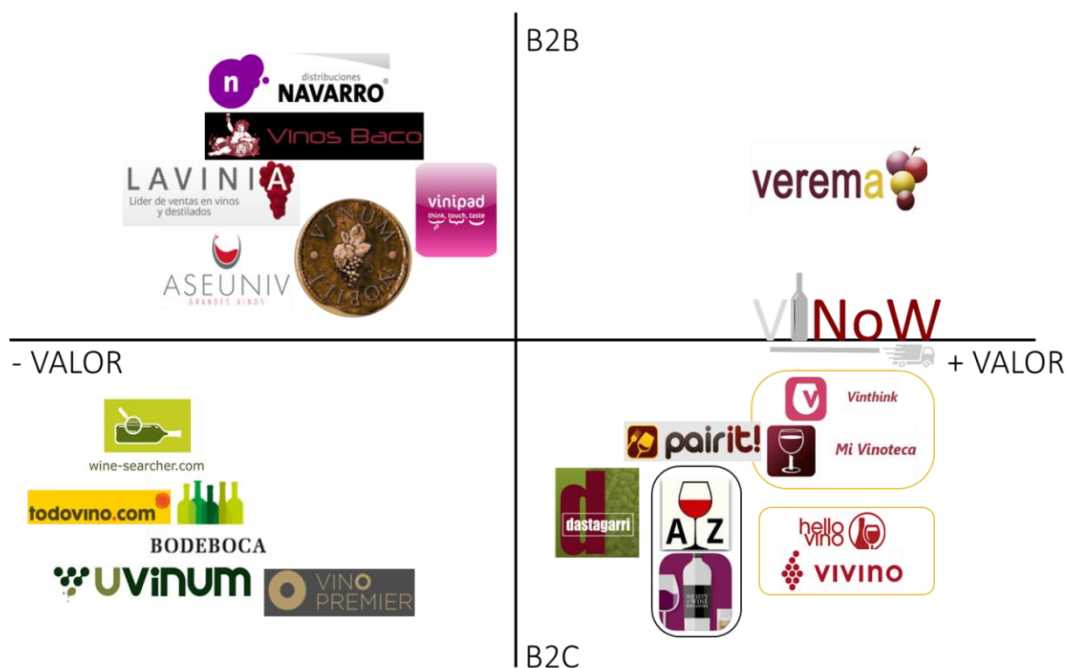 B2B
n
distribuciones
NAVARRO®
Vinos Baco
LAVINIA
Líder de ventas en vinos
y destilados
VINUM NOBILE
vinipad
think, touch, taste
ASEUNIV
GRANDES VINOS
verema
VINoW
- VALOR
+ VALOR
wine-searcher.com
todovino.com
BODEBOCA
UVinum
VINO
PREMIER
pairit!
Vinthink
Mi Vinoteca
d
dastagarri
A Z
hello
vino
VIVINO
B2C